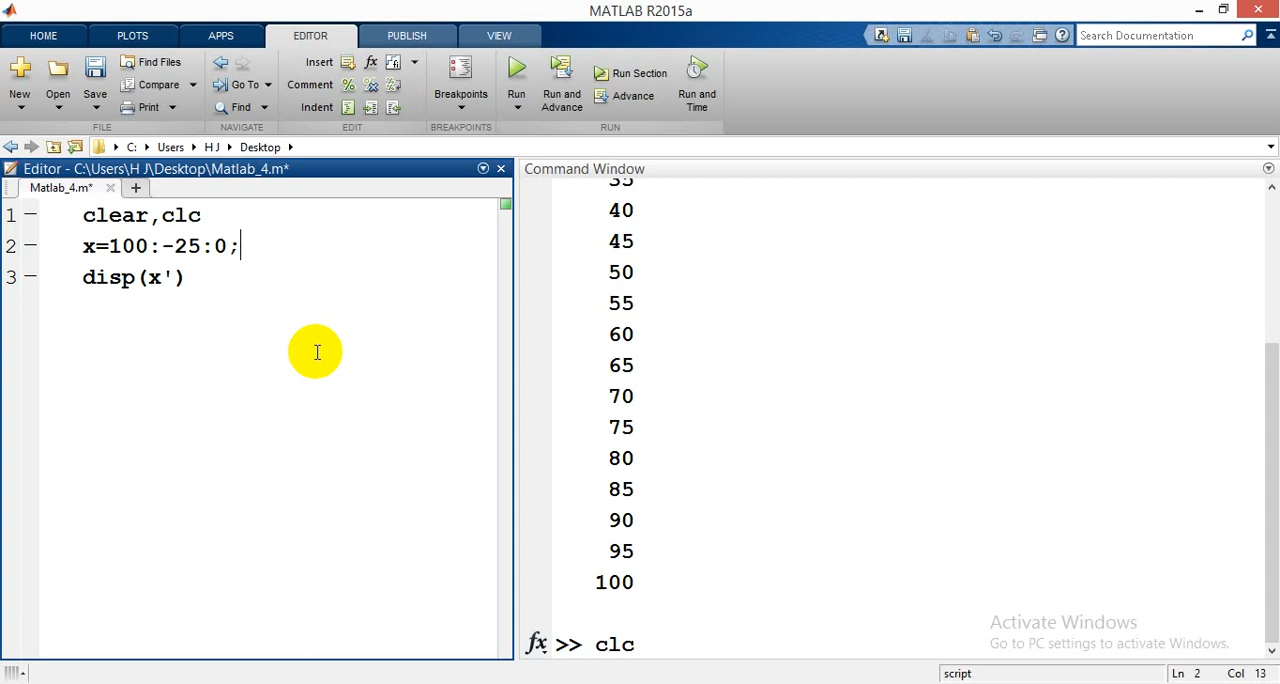 MATLAB R2015a
HOME PLOTS APPS EDITOR PUBLISH VIEW
Search Documentation
New Open Save
Find Files
Compare
Print
FILE
Go To
Find
NAVIGATE
Insert fx
Comment
Indent
EDIT
Breakpoints
BREAKPOINTS
Run
Run and Advance
Run Section
Advance
Run and Time
RUN
C: Users H J Desktop
Editor - C:\Users\H J\Desktop\Matlab_4.m*
Matlab_4.m*
1 clear,clc
2 x=100:-25:0;
3 disp(x')
Command Window
35
40
45
50
55
60
65
70
75
80
85
90
95
100
fx >> clc
Activate Windows
Go to PC settings to activate Windows.
script Ln 2 Col 13